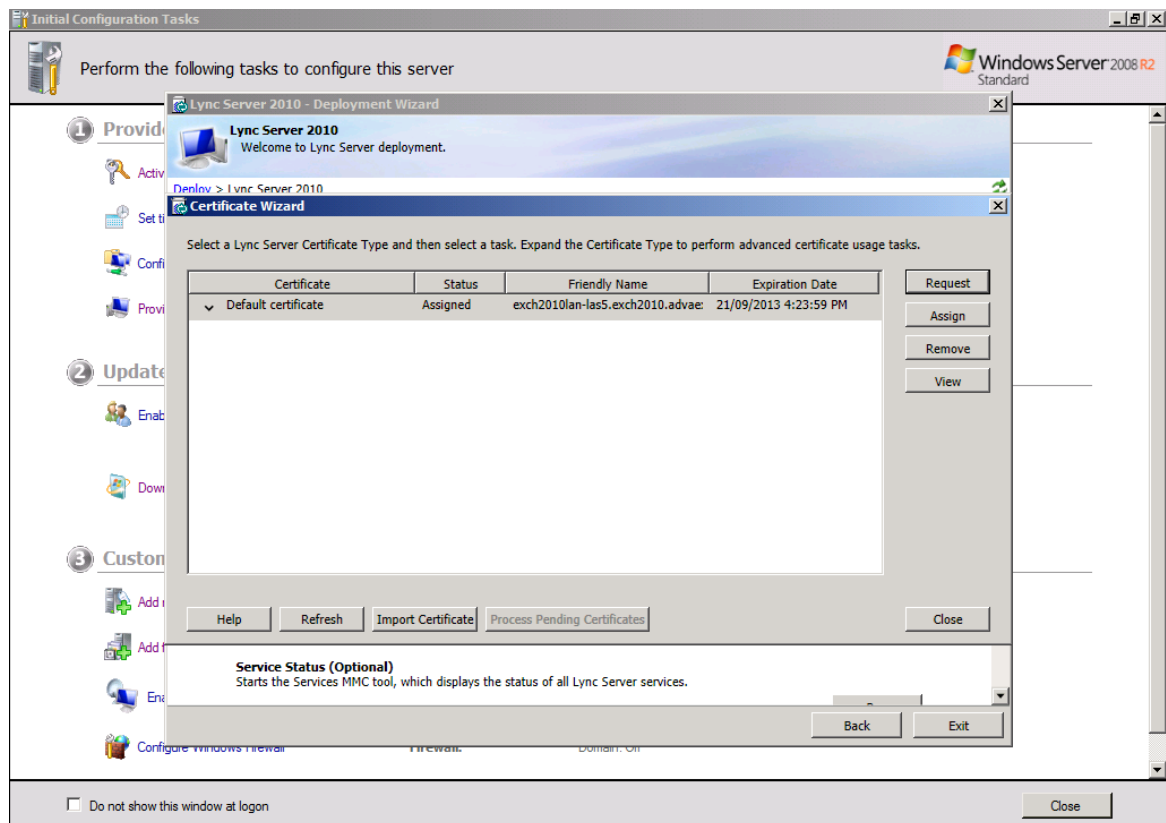 Initial Configuration Tasks
Perform the following tasks to configure this server
Windows Server 2008 R2
Standard
Lync Server 2010 - Deployment Wizard
Lync Server 2010
Welcome to Lync Server deployment.
Deploy > Lync Server 2010
Certificate Wizard
Select a Lync Server Certificate Type and then select a task. Expand the Certificate Type to perform advanced certificate usage tasks.
Certificate Status Friendly Name Expiration Date
Default certificate Assigned exch2010lan-las5.exch2010.advae: 21/09/2013 4:23:59 PM
Request
Assign
Remove
View
Help Refresh Import Certificate Process Pending Certificates Close
Service Status (Optional)
Starts the Services MMC tool, which displays the status of all Lync Server services.
Back Exit
1 Provid
Activ
Set ti
Confi
Provi
2 Update
Enab
Down
3 Custom
Add r
Add f
Ena
Configure Windows Firewall Firewall: Domain: On
Do not show this window at logon Close